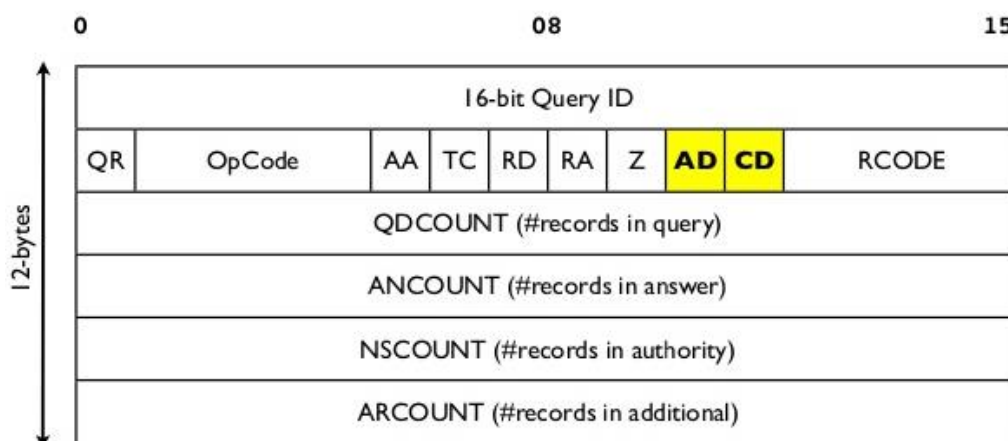 0 08 15
16-bit Query ID
QR OpCode AA TC RD RA Z AD CD RCODE
QDCOUNT (#records in query)
ANCOUNT (#records in answer)
NSCOUNT (#records in authority)
ARCOUNT (#records in additional)
12-bytes